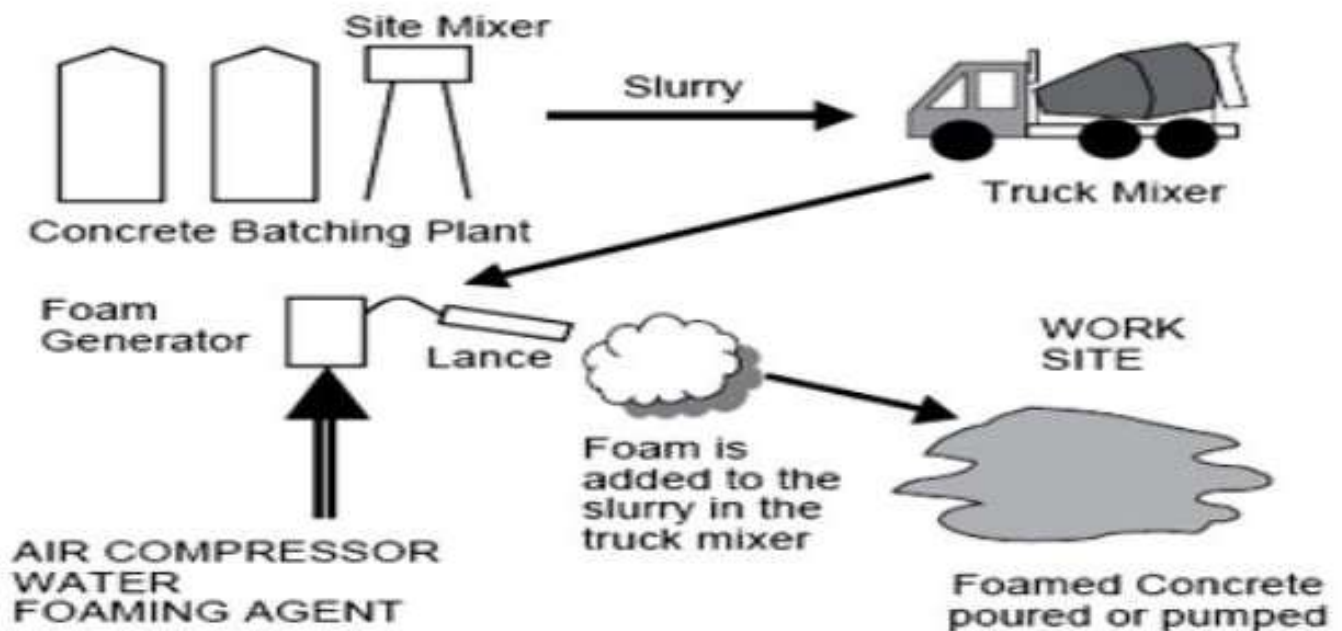 Site Mixer
Slurry
Truck Mixer
Concrete Batching Plant
Foam
Generator
Lance
WORK
SITE
Foam is
added to the
slurry in the
truck mixer
AIR COMPRESSOR
WATER
FOAMING AGENT
Foamed Concrete
poured or pumped